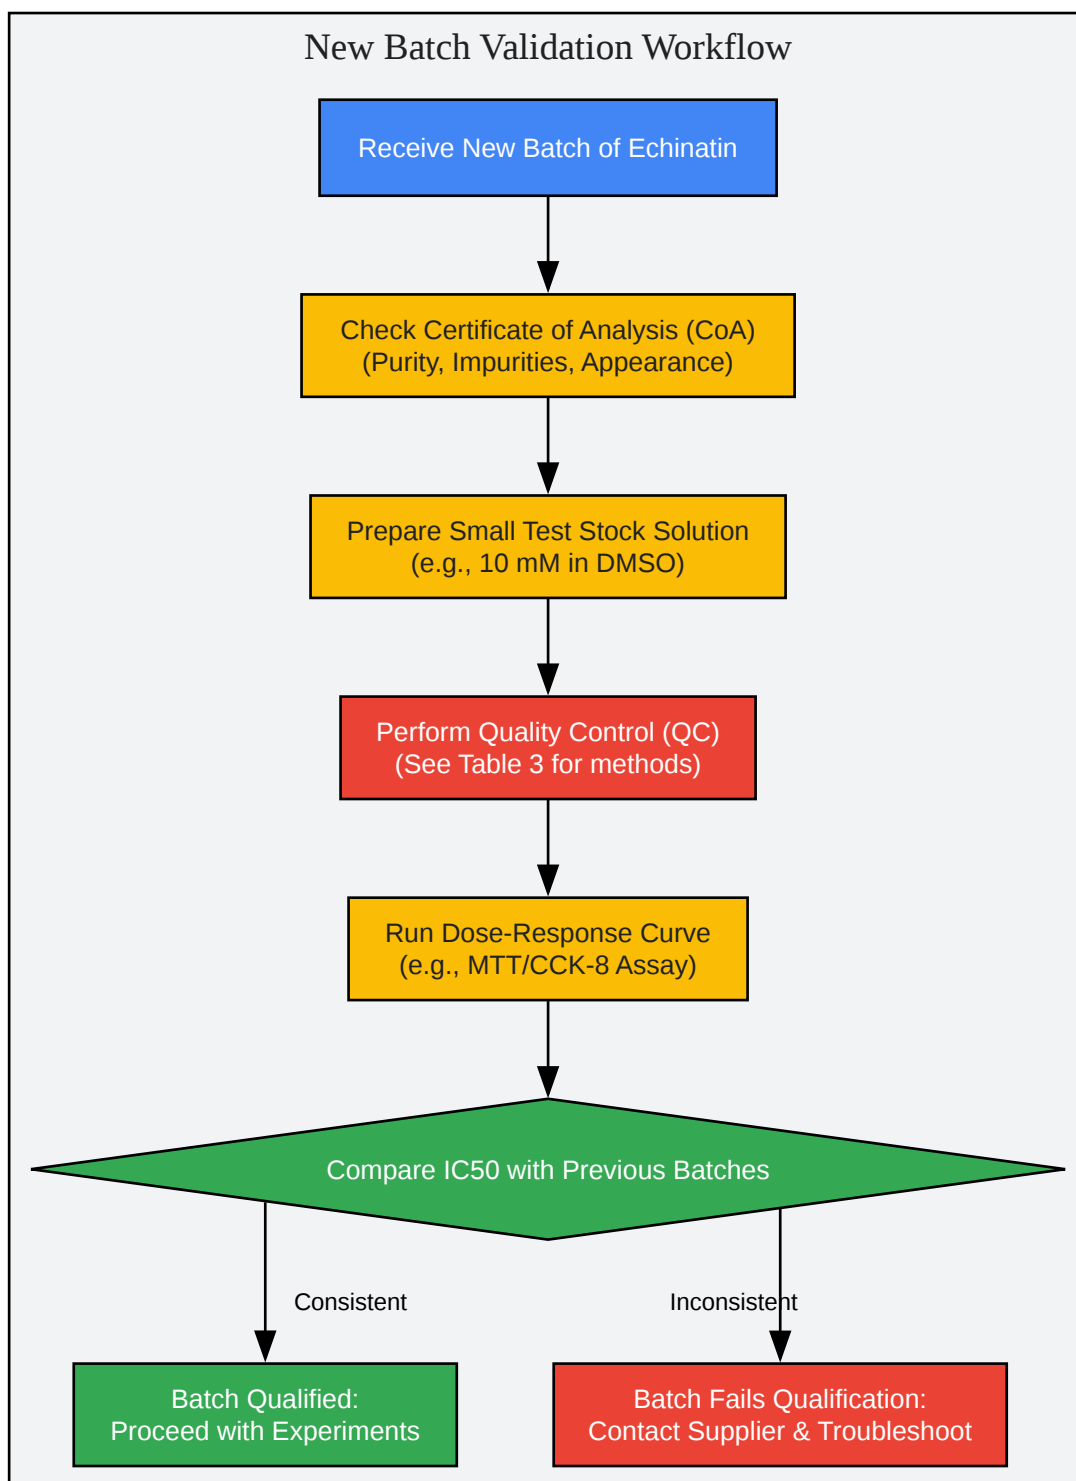 New Batch Validation Workflow
Receive New Batch of Echinatin
Check Certificate of Analysis (CoA)
(Purity, Impurities, Appearance)
Prepare Small Test Stock Solution
(e.g., 10 mM in DMSO)
Perform Quality Control (QC)
(See Table 3 for methods)
Run Dose-Response Curve
(e.g., MTT/CCK-8 Assay)
Compare IC50 with Previous Batches
Consistent
Inconsistent
Batch Qualified:
Proceed with Experiments
Batch Fails Qualification:
Contact Supplier & Troubleshoot